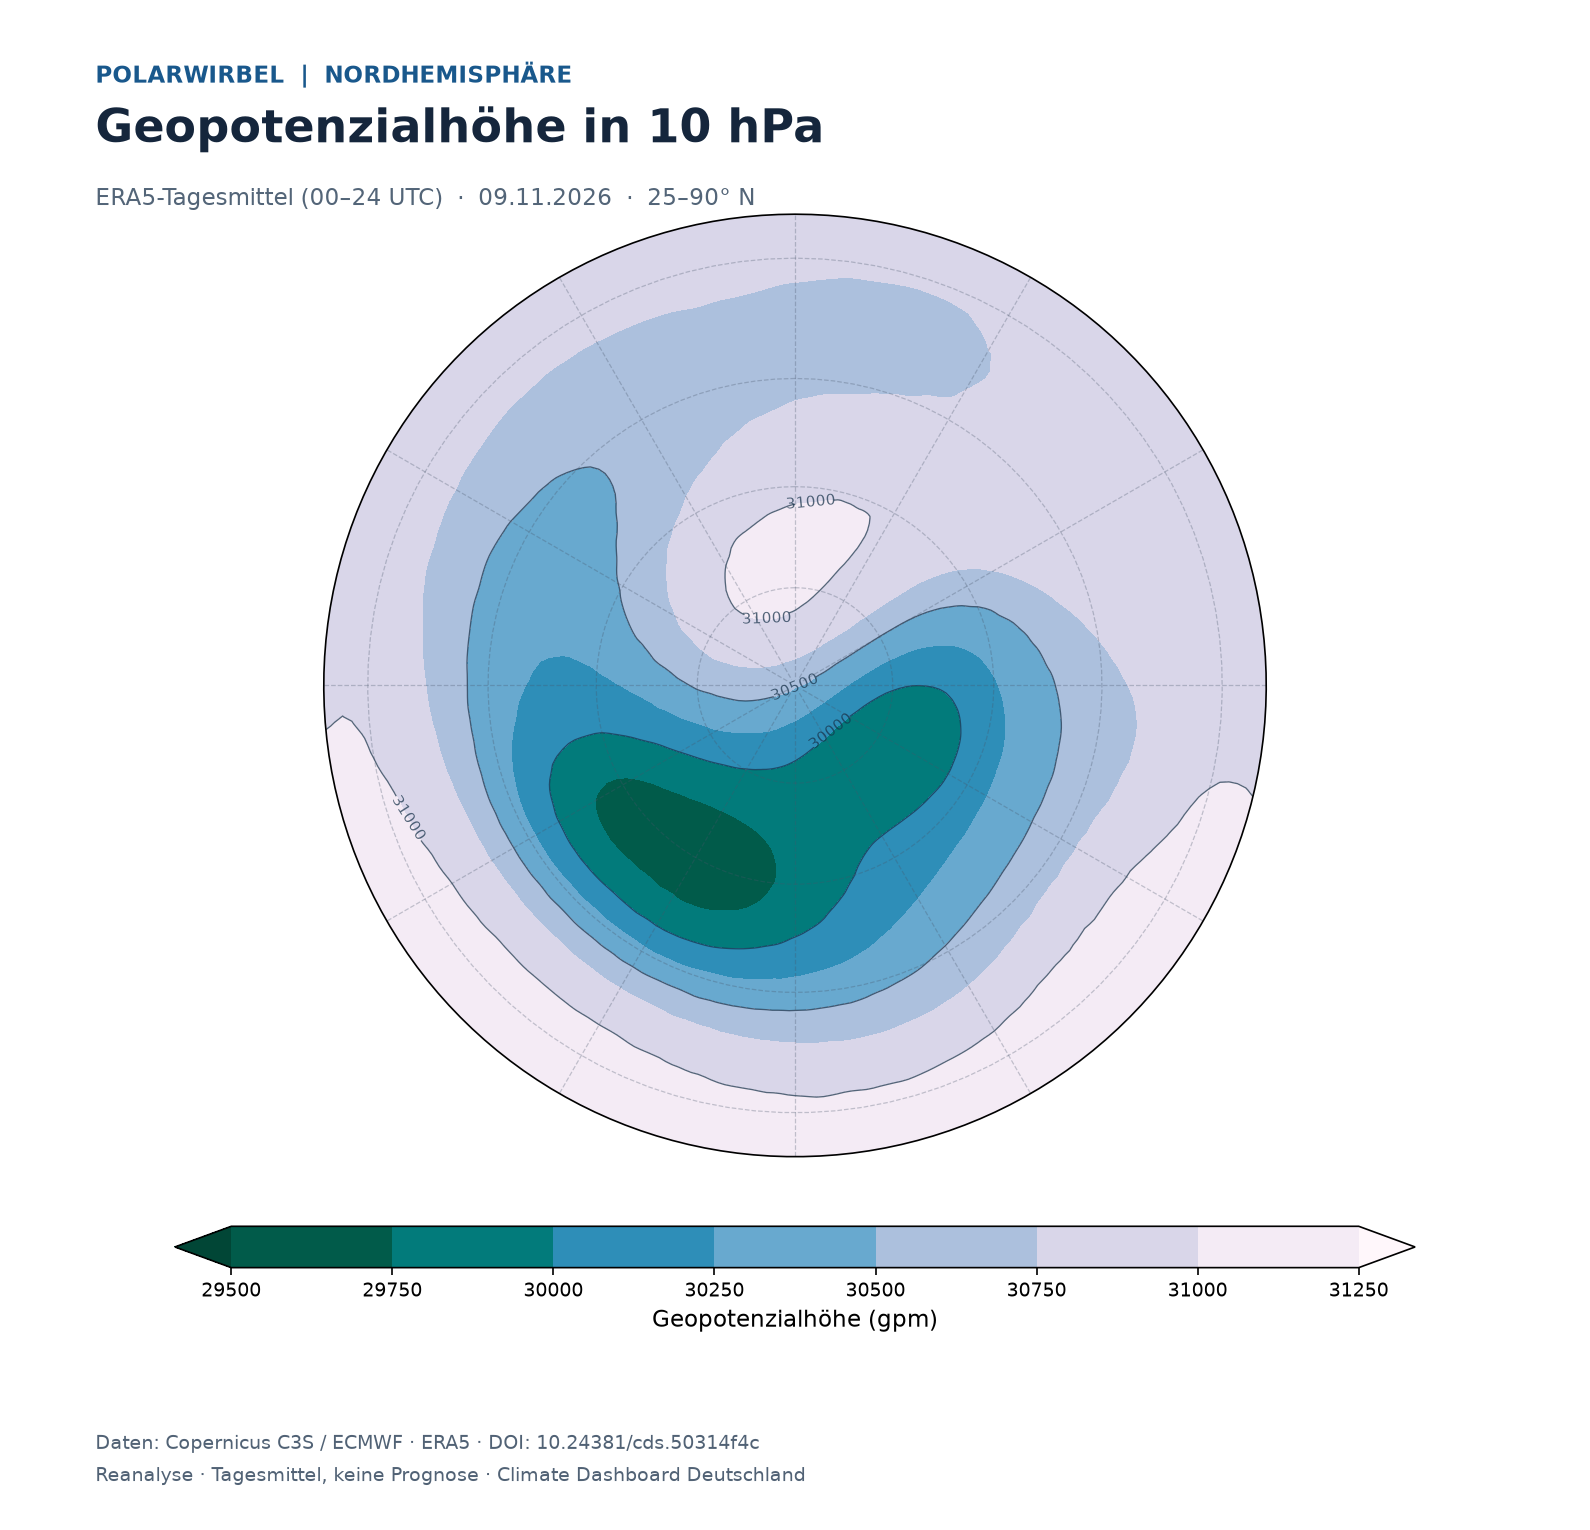 POLARWIRBEL | NORDHEMISPHÄRE
Geopotenzialhöhe in 10 hPa
ERA5-Tagesmittel (00–24 UTC) · 09.11.2026 · 25–90° N
31000
31000
30500
30000
31000
29500 29750 30000 30250 30500 30750 31000 31250
Geopotenzialhöhe (gpm)
Daten: Copernicus C3S / ECMWF · ERA5 · DOI: 10.24381/cds.50314f4c
Reanalyse · Tagesmittel, keine Prognose · Climate Dashboard Deutschland